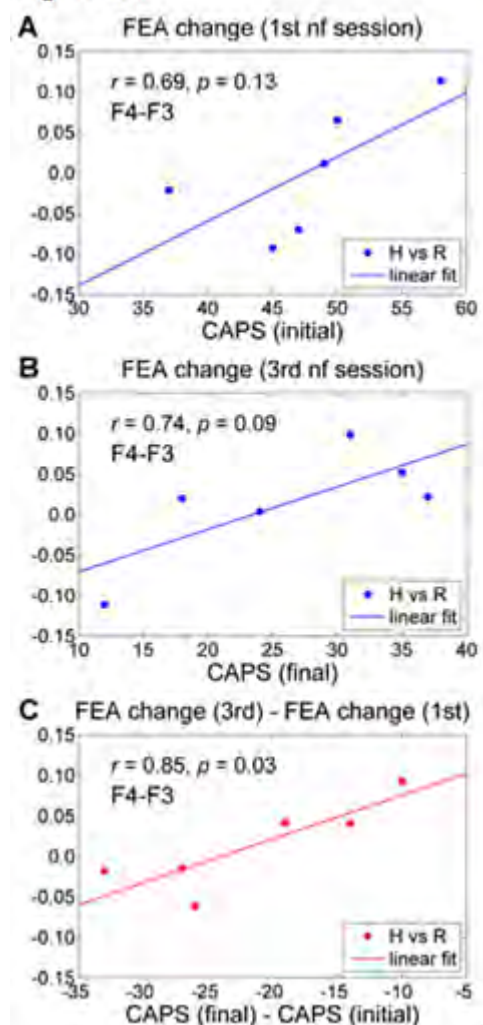 A FEA change (1st nf session)
0.15
r = 0.69, p = 0.13
0.10
F4-F3
0.05
0.0
-0.05
-0.10
H vs R
linear fit
-0.15
30 35 40 45 50 55 60
CAPS (initial)
B FEA change (3rd nf session)
0.15
r = 0.74, p = 0.09
0.10
F4-F3
0.05
0.0
-0.05
-0.10
H vs R
linear fit
-0.15
10 15 20 25 30 35 40
CAPS (final)
C FEA change (3rd) - FEA change (1st)
0.15
r = 0.85, p = 0.03
0.10
F4-F3
0.05
0.0
-0.05
-0.10
H vs R
linear fit
-0.15
-35 -30 -25 -20 -15 -10 -5
CAPS (final) - CAPS (initial)